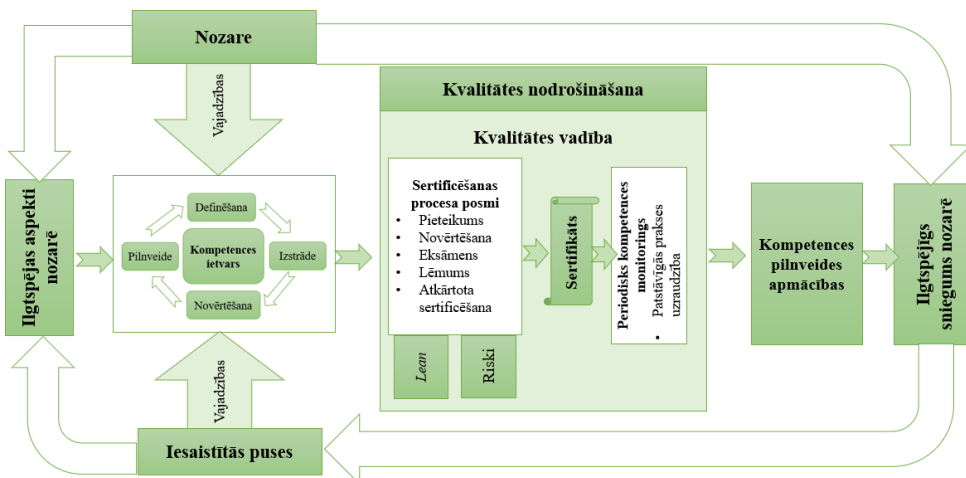 Nozare
Vajadzības
Ilgtspējas aspekti
nozarē
Definēšana
Pilnveide
Kompetences
ietvars
Izstrāde
Novērtēšana
Vajadzības
Iesaistītās puses
Kvalitātes nodrošināšana
Kvalitātes vadība
Sertificēšanas
procesa posmi
• Pieteikums
• Novērtēšana
• Eksāmens
• Lēmums
• Atkārtota
sertificēšana
Lean
Riski
Sertifikāts
Periodisks kompetences
monitorings
• Patstāvīgās prakses
uzraudzība
Kompetences
pilnveides
apmācības
Ilgtspējīgs
sniegums nozarē